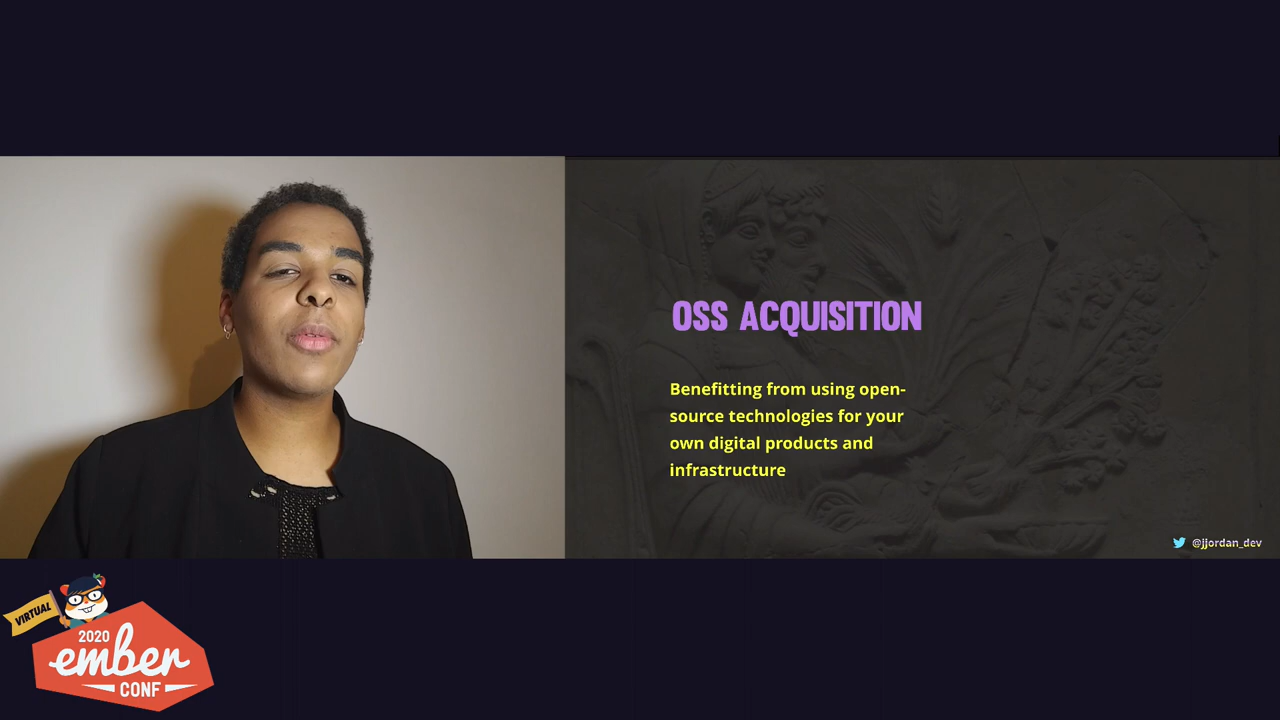 OSS ACQUISITION
Benefitting from using open-
source technologies for your
own digital products and
infrastructure
@jjordan_dev
VIRTUAL
2020
ember
CONF